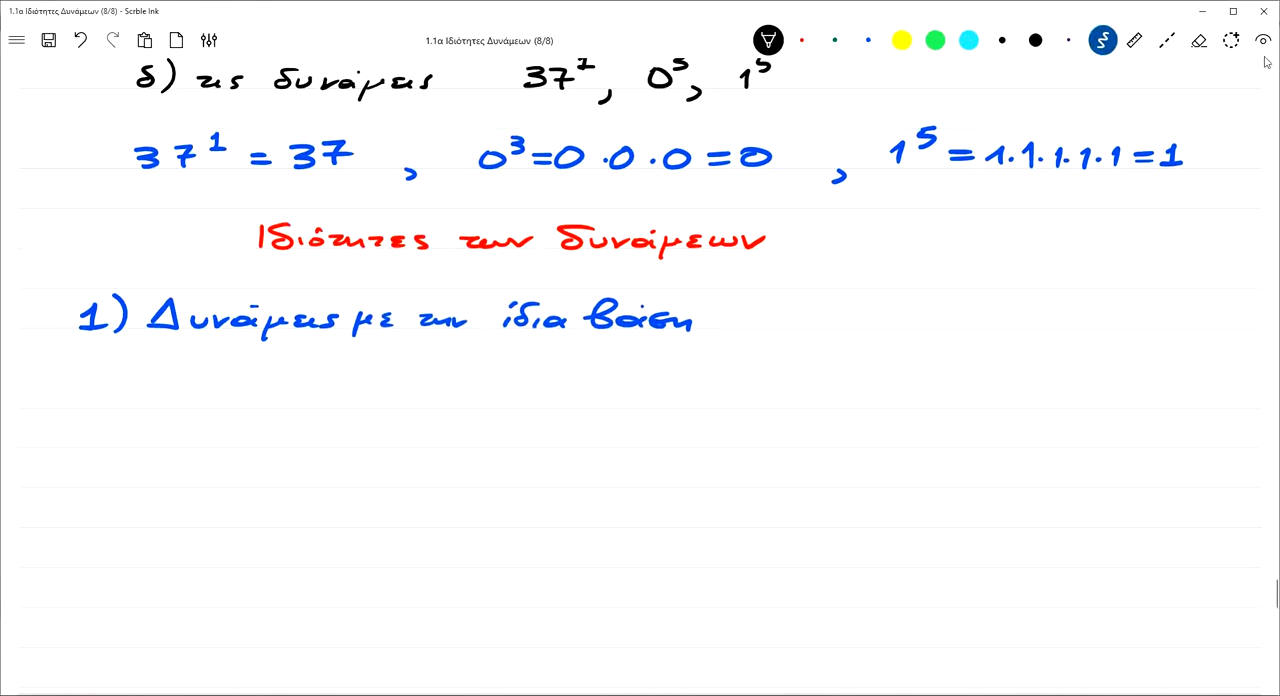 1.1α Ιδιότητες Δυνάμεων (8/8) - Scrble Ink
1.1α Ιδιότητες Δυνάμεων (8/8)
δ) τις δυνάμεις 37¹, 0⁵, 1⁵
37¹ = 37 , 0³=0·0·0=0 , 1⁵=1·1·1·1·1=1
Ιδιότητες των δυνάμεων
1) Δυνάμεις με την ίδια βάση